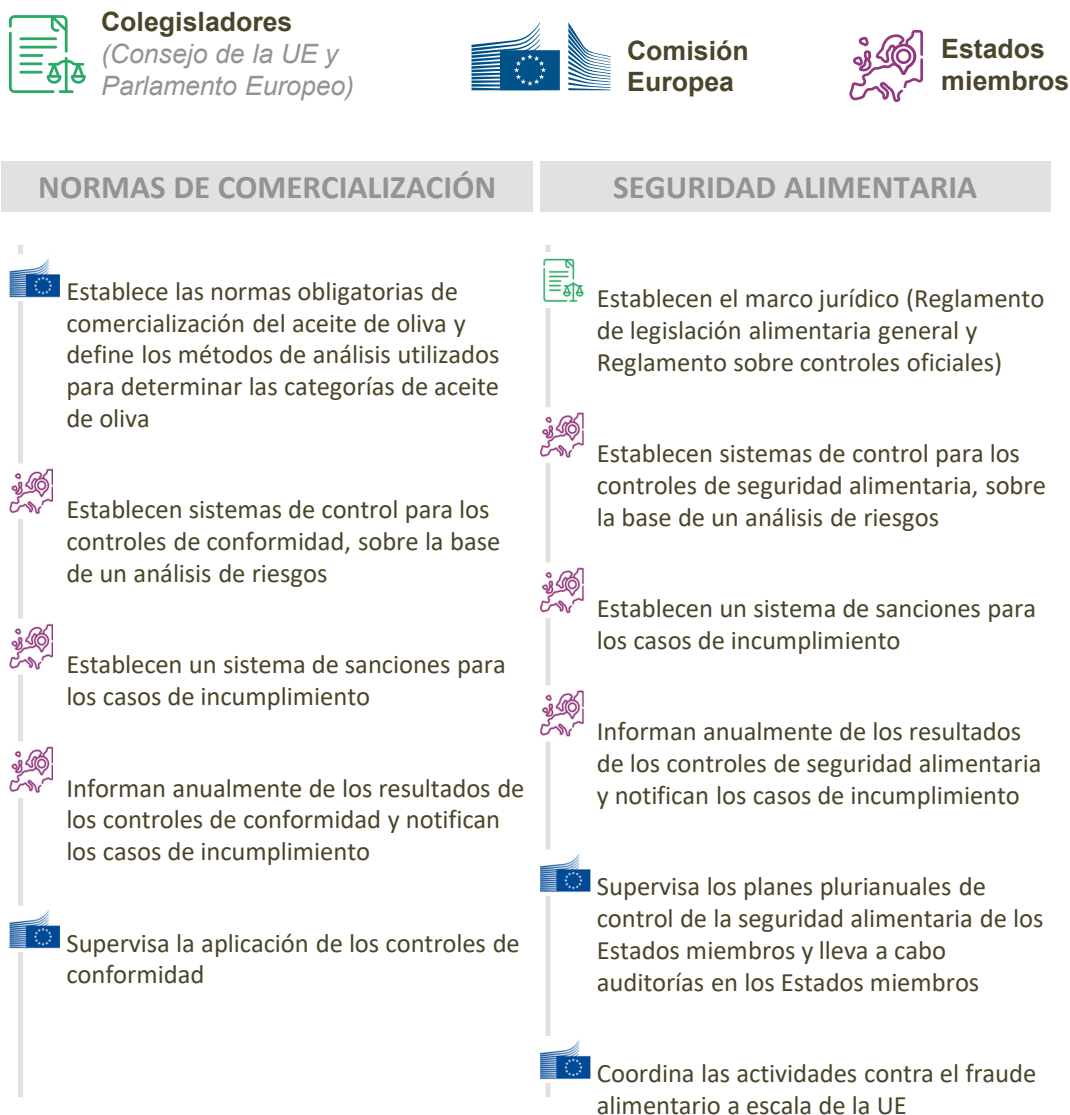 Colegisladores
(Consejo de la UE y
Parlamento Europeo)
Comisión
Europea
Estados
miembros
NORMAS DE COMERCIALIZACIÓN
Establece las normas obligatorias de
comercialización del aceite de oliva y
define los métodos de análisis utilizados
para determinar las categorías de aceite
de oliva
Establecen sistemas de control para los
controles de conformidad, sobre la base
de un análisis de riesgos
Establecen un sistema de sanciones para
los casos de incumplimiento
Informan anualmente de los resultados de
los controles de conformidad y notifican
los casos de incumplimiento
Supervisa la aplicación de los controles de
conformidad
SEGURIDAD ALIMENTARIA
Establecen el marco jurídico (Reglamento
de legislación alimentaria general y
Reglamento sobre controles oficiales)
Establecen sistemas de control para los
controles de seguridad alimentaria, sobre
la base de un análisis de riesgos
Establecen un sistema de sanciones para
los casos de incumplimiento
Informan anualmente de los resultados
de los controles de seguridad alimentaria
y notifican los casos de incumplimiento
Supervisa los planes plurianuales de
control de la seguridad alimentaria de los
Estados miembros y lleva a cabo
auditorías en los Estados miembros
Coordina las actividades contra el fraude
alimentario a escala de la UE